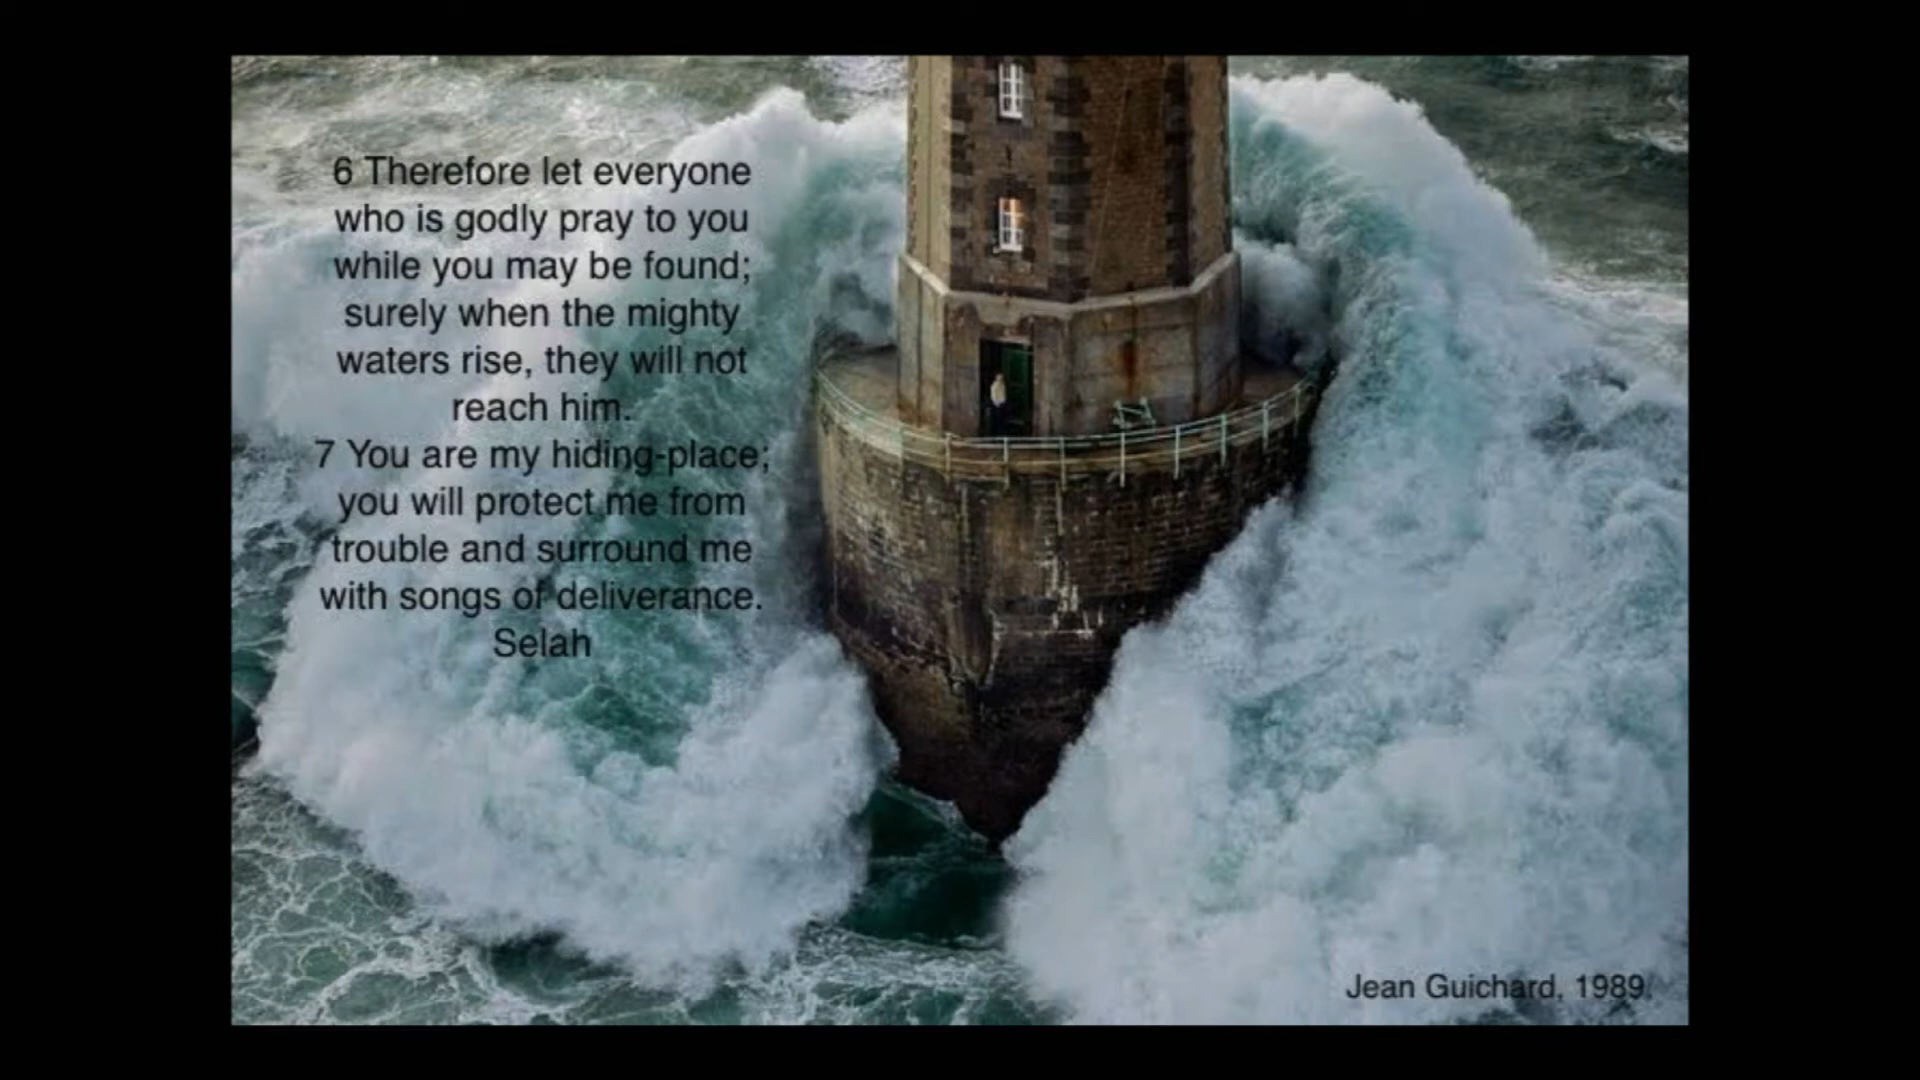 6 Therefore let everyone
who is godly pray to you
while you may be found;
surely when the mighty
waters rise, they will not
reach him.
7 You are my hiding-place;
you will protect me from
trouble and surround me
with songs of deliverance.
Selah
Jean Guichard, 1989.